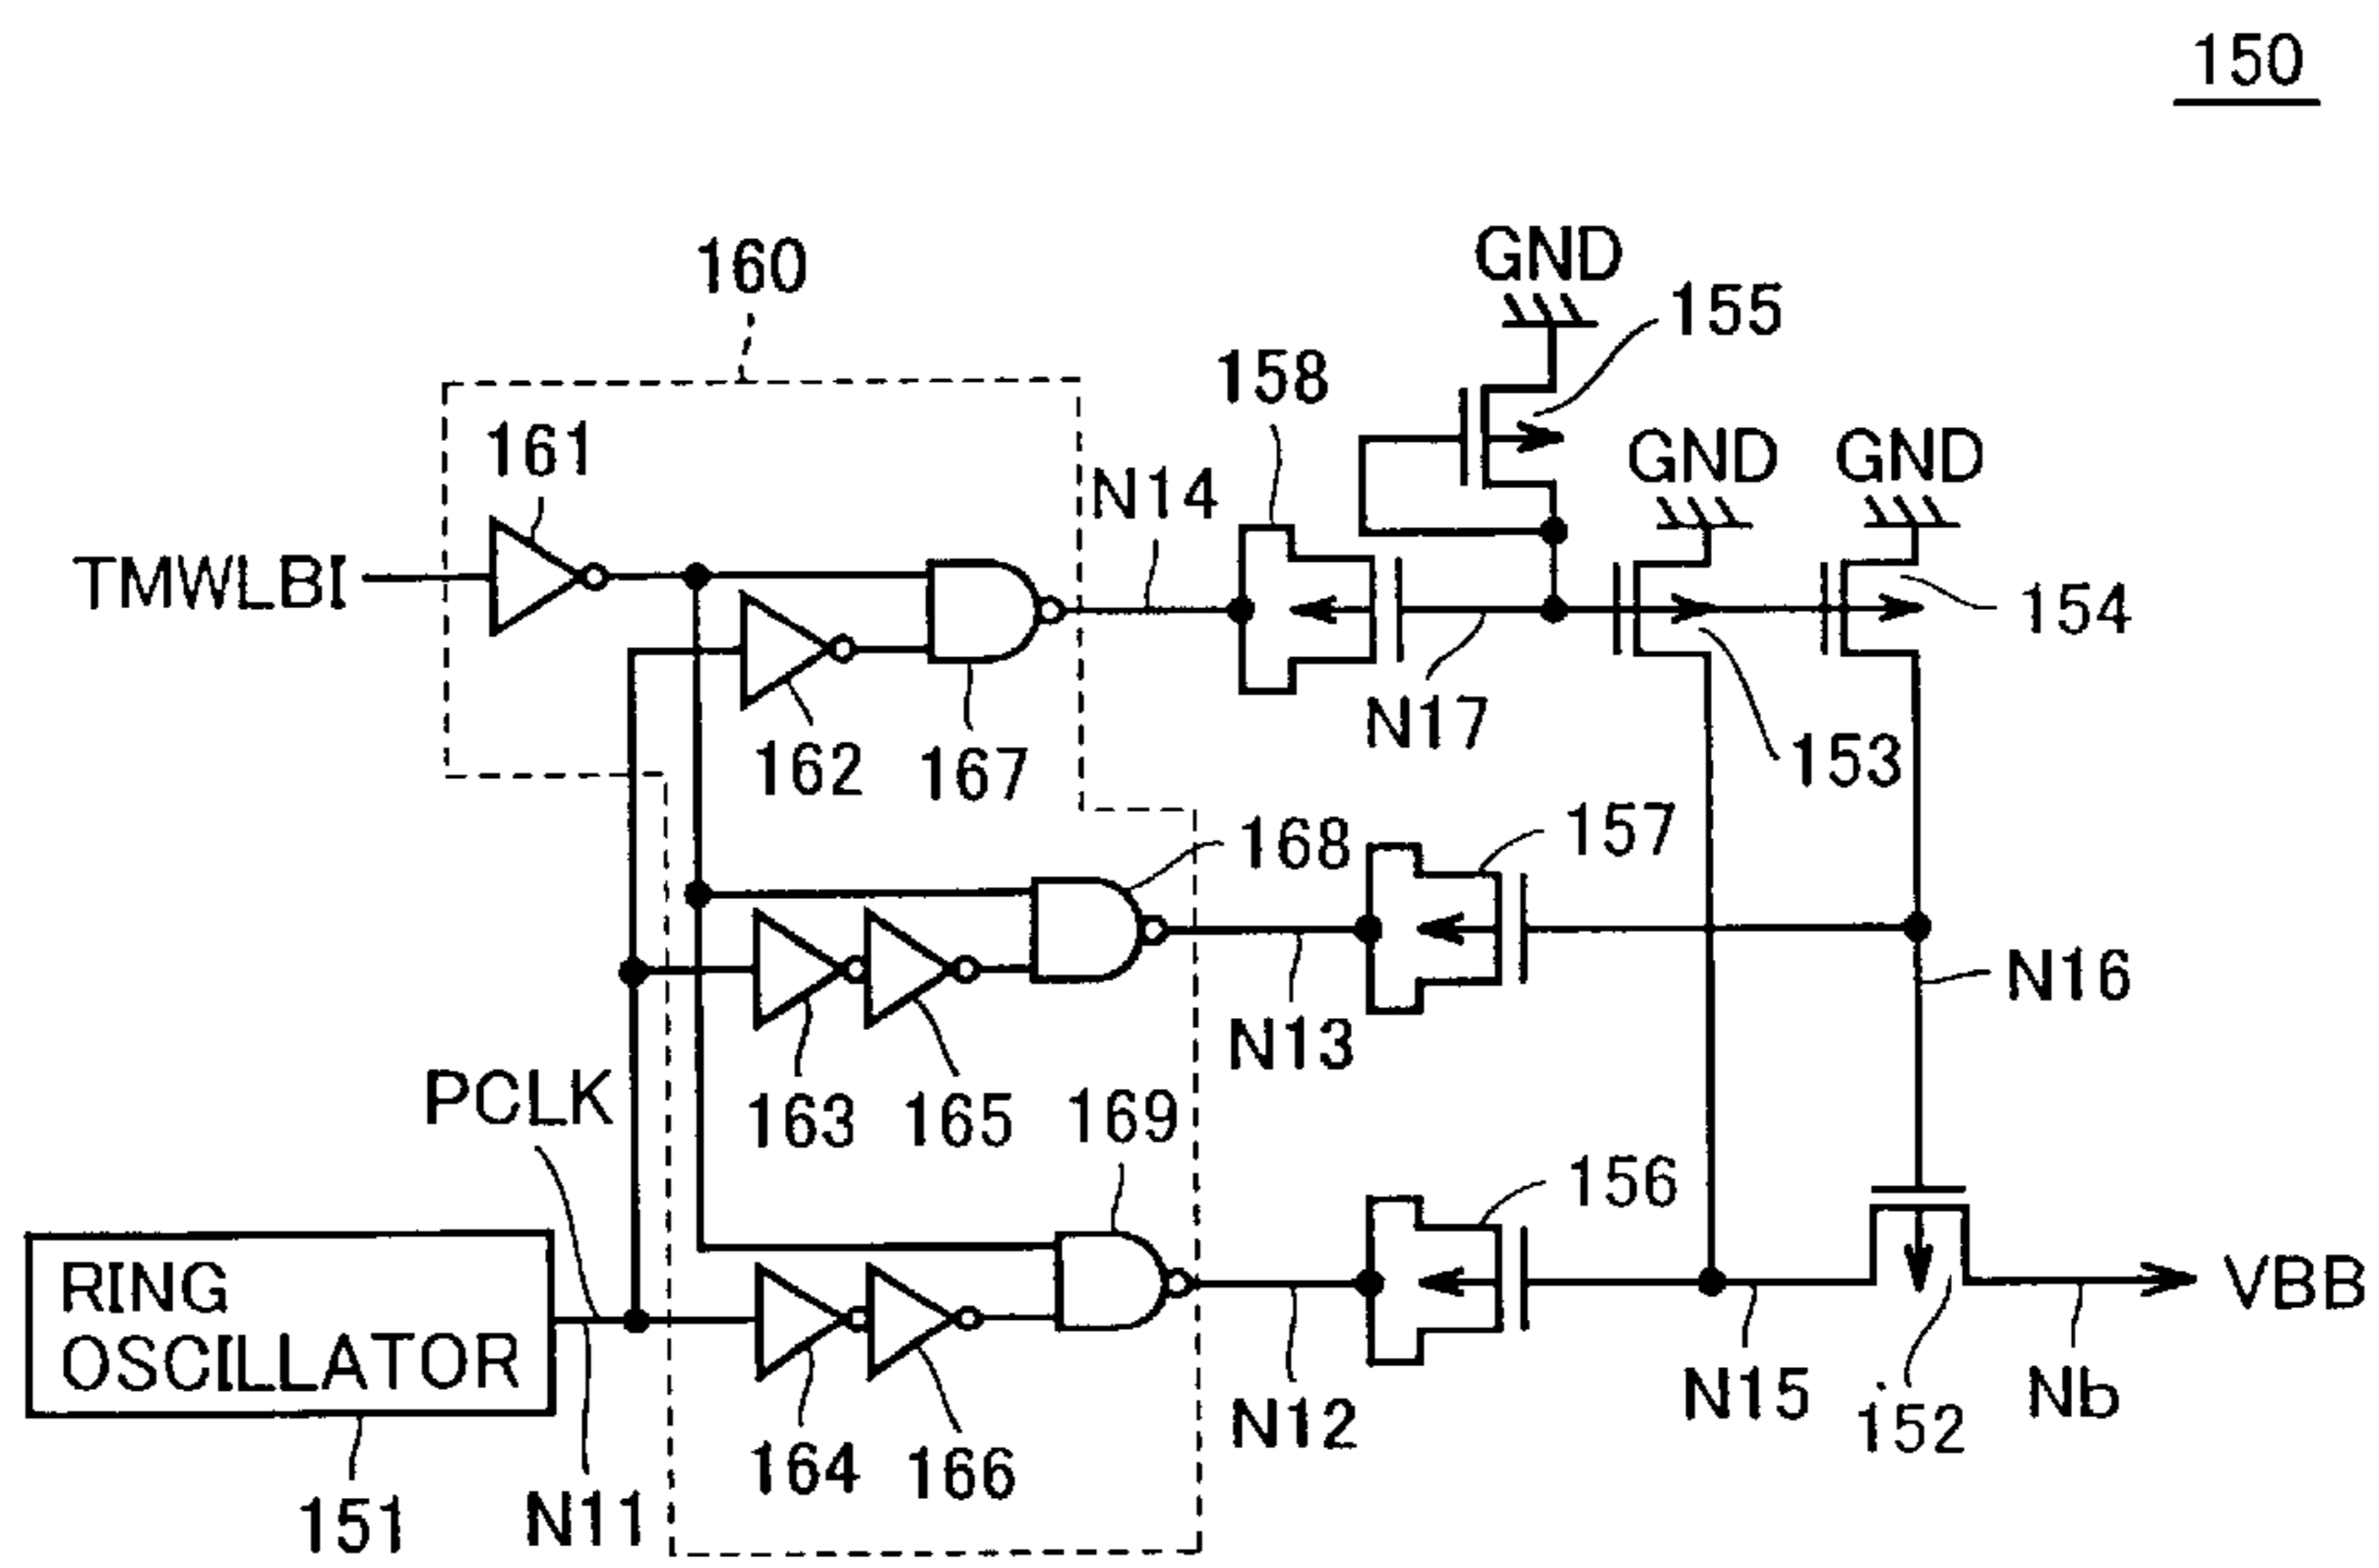 150
160
GND
155
158
161
N14
GND
GND
TMWLBI
154
N17
162
167
153
168
157
N16
N13
PCLK
163
165
169
156
RING
OSCILLATOR
VBB
N12
N15
152
Nb
164
166
151
N11